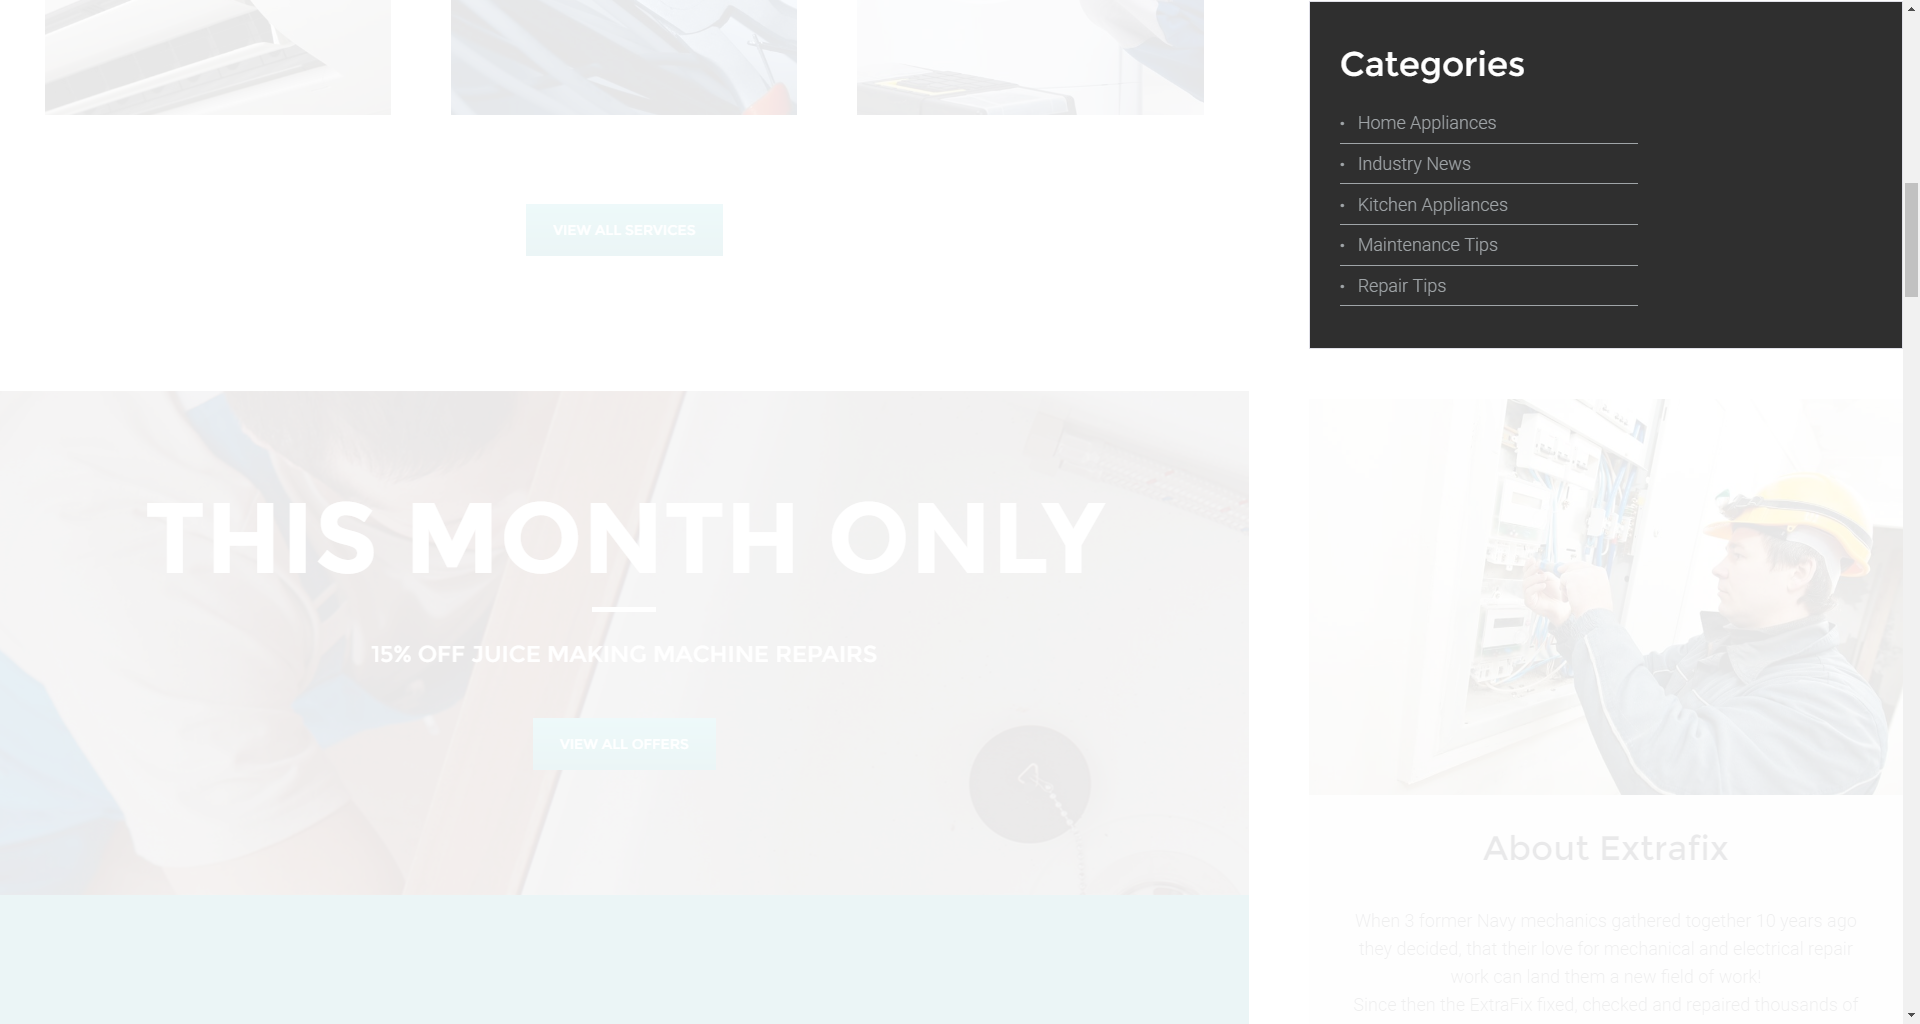 VIEW ALL SERVICES
THIS MONTH ONLY
15% OFF JUICE MAKING MACHINE REPAIRS
VIEW ALL OFFERS
Categories
• Home Appliances
• Industry News
• Kitchen Appliances
• Maintenance Tips
• Repair Tips
About Extrafix
When 3 former Navy mechanics gathered together 10 years ago
they decided, that their love for mechanical and electrical repair
work can land them a new field of work!
Since then the ExtraFix fixed, checked and repaired thousands of